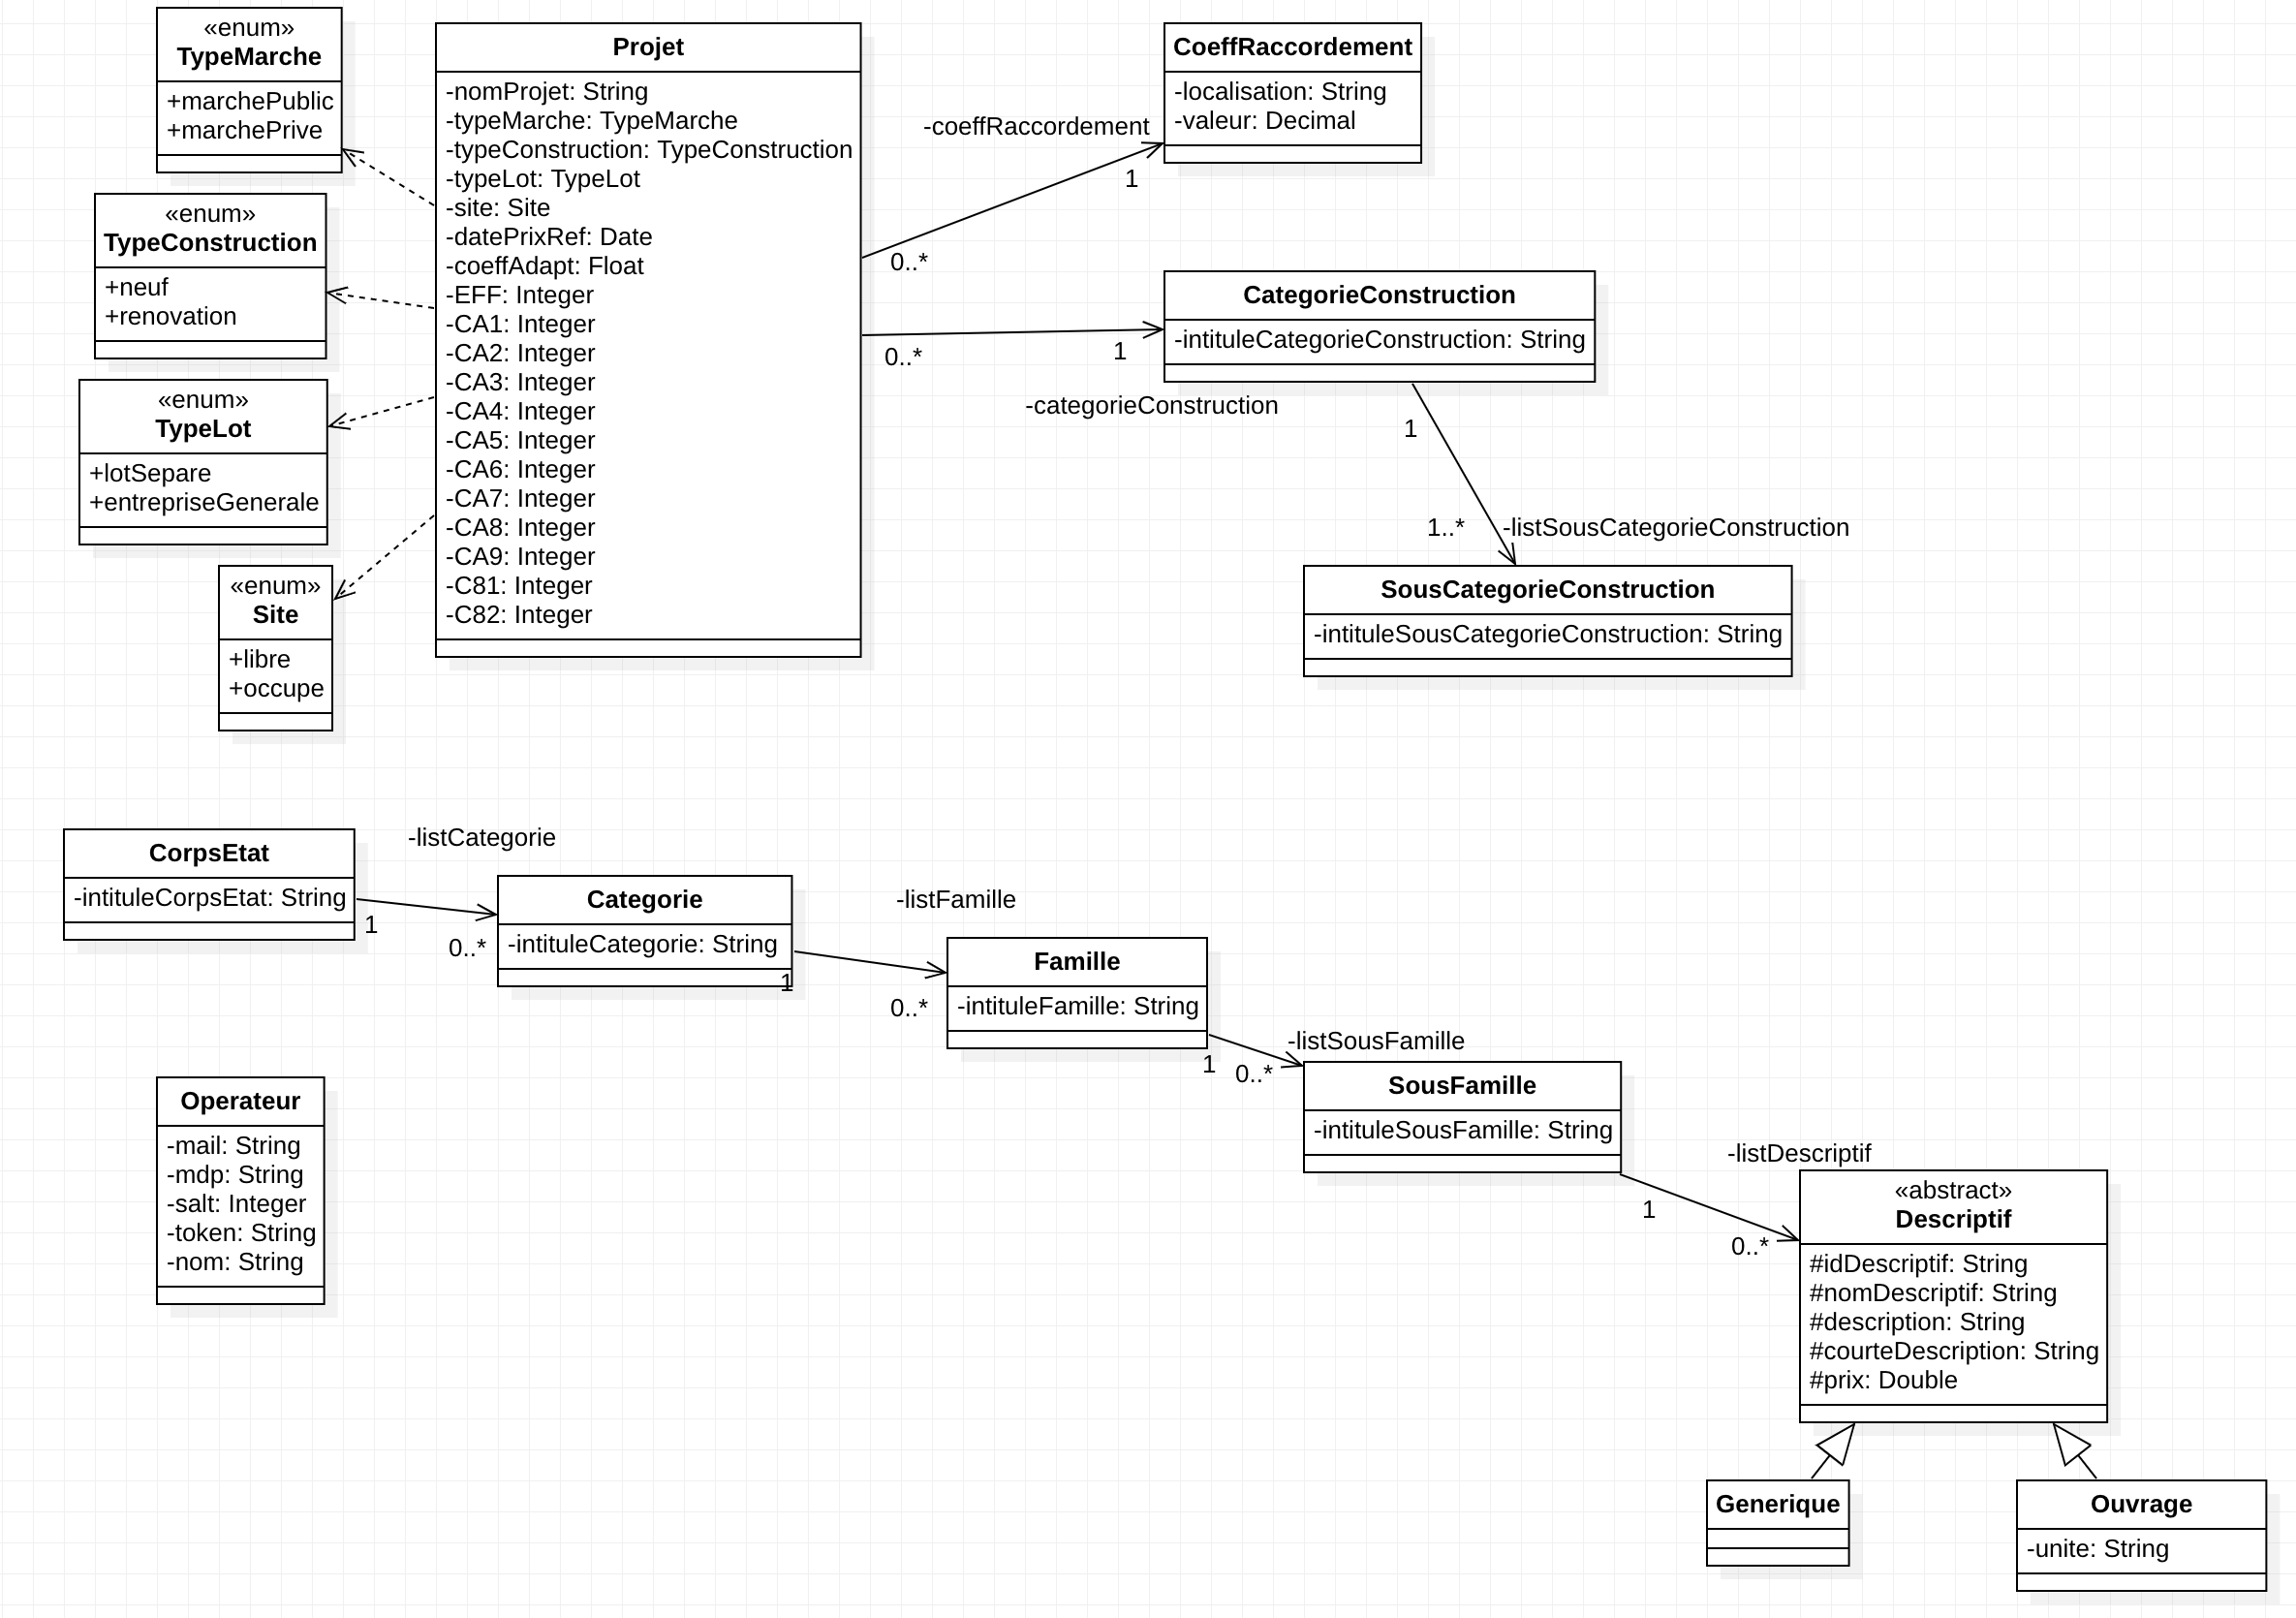 «enum»
TypeMarche
+marchePublic
+marchePrive
«enum»
TypeConstruction
+neuf
+renovation
«enum»
TypeLot
+lotSepare
+entrepriseGenerale
«enum»
Site
+libre
+occupe
Projet
-nomProjet: String
-typeMarche: TypeMarche
-typeConstruction: TypeConstruction
-typeLot: TypeLot
-site: Site
-datePrixRef: Date
-coeffAdapt: Float
-EFF: Integer
-CA1: Integer
-CA2: Integer
-CA3: Integer
-CA4: Integer
-CA5: Integer
-CA6: Integer
-CA7: Integer
-CA8: Integer
-CA9: Integer
-C81: Integer
-C82: Integer
-coeffRaccordement
1
0..*
CoeffRaccordement
-localisation: String
-valeur: Decimal
0..*
1
-categorieConstruction
CategorieConstruction
-intituleCategorieConstruction: String
1
1..*
-listSousCategorieConstruction
SousCategorieConstruction
-intituleSousCategorieConstruction: String
CorpsEtat
-intituleCorpsEtat: String
-listCategorie
1
0..*
Categorie
-intituleCategorie: String
-listFamille
1
0..*
Famille
-intituleFamille: String
-listSousFamille
1
0..*
SousFamille
-intituleSousFamille: String
-listDescriptif
1
0..*
«abstract»
Descriptif
#idDescriptif: String
#nomDescriptif: String
#description: String
#courteDescription: String
#prix: Double
Operateur
-mail: String
-mdp: String
-salt: Integer
-token: String
-nom: String
Generique
Ouvrage
-unite: String